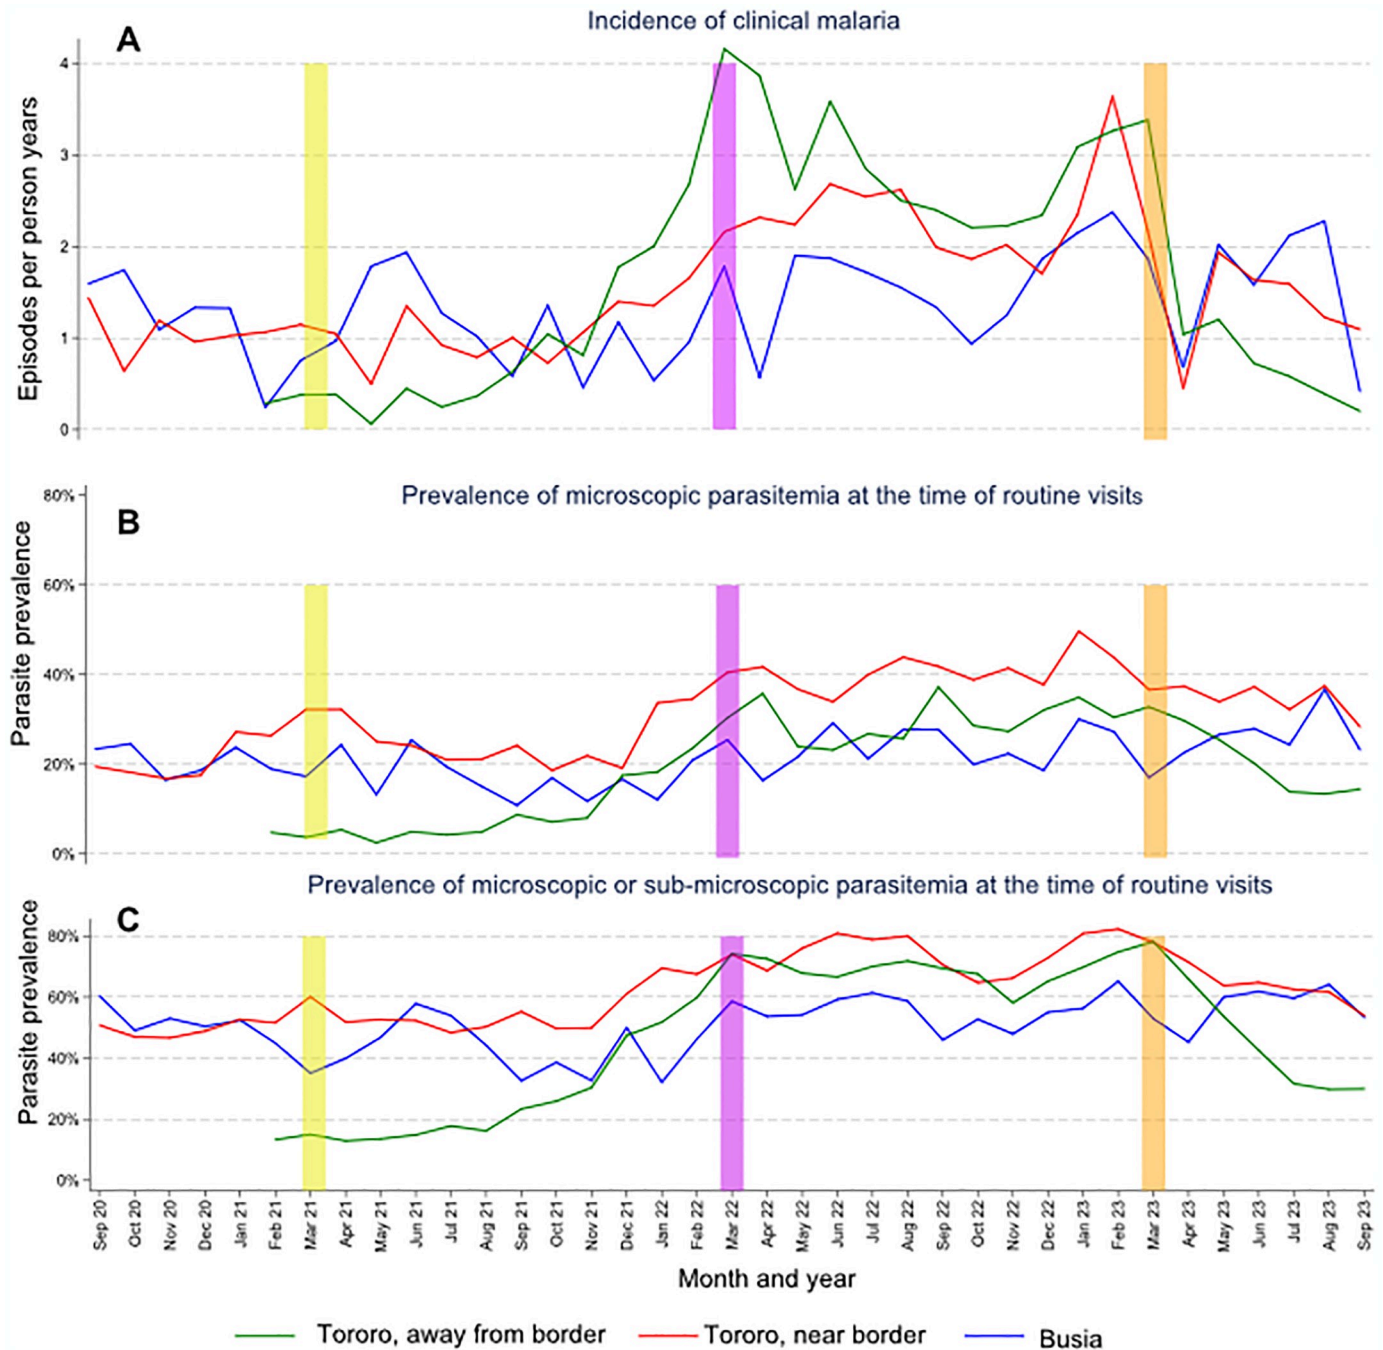 Incidence of clinical malaria
A
Episodes per person years
4
3
2
1
0
Prevalence of microscopic parasitemia at the time of routine visits
B
Parasite prevalence
80%
60%
40%
20%
0%
Prevalence of microscopic or sub-microscopic parasitemia at the time of routine visits
C
Parasite prevalence
80%
60%
40%
20%
0%
Sep 20
Oct 20
Nov 20
Dec 20
Jan 21
Feb 21
Mar 21
Apr 21
May 21
Jun 21
Jul 21
Aug 21
Sep 21
Oct 21
Nov 21
Dec 21
Jan 22
Feb 22
Mar 22
Apr 22
May 22
Jun 22
Jul 22
Aug 22
Sep 22
Oct 22
Nov 22
Dec 22
Jan 23
Feb 23
Mar 23
Apr 23
May 23
Jun 23
Jul 23
Aug 23
Sep 23
Month and year
Tororo, away from border
Tororo, near border
Busia